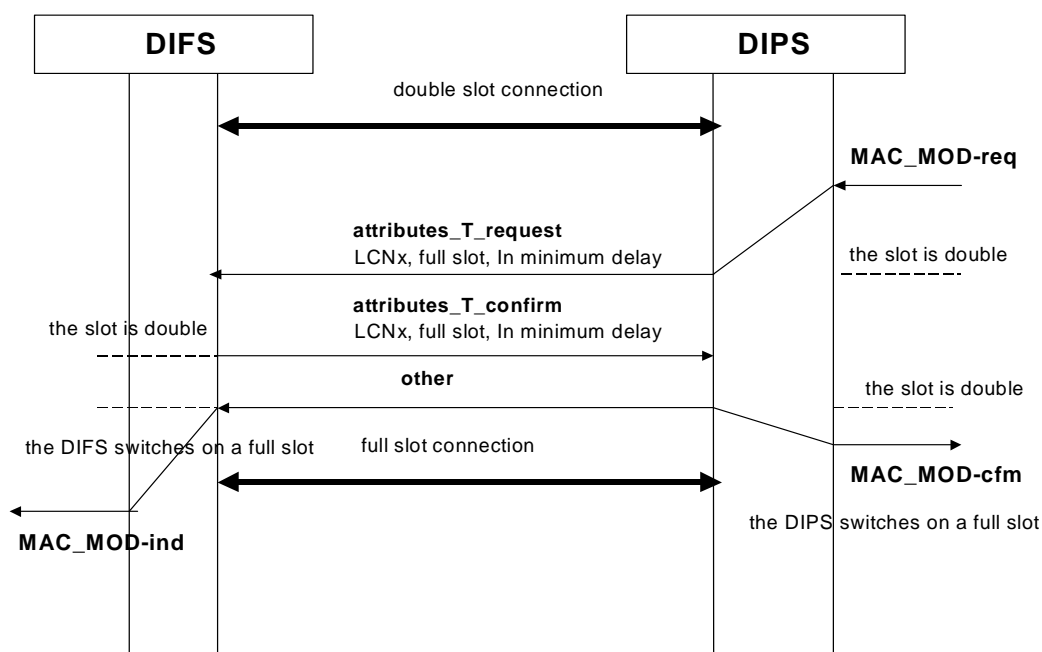 DIFS
DIPS
double slot connection
MAC_MOD-req
attributes_T_request
LCNx, full slot, In minimum delay
the slot is double
attributes_T_confirm
the slot is double
LCNx, full slot, In minimum delay
other
the slot is double
the DIFS switches on a full slot
full slot connection
MAC_MOD-cfm
the DIPS switches on a full slot
MAC_MOD-ind